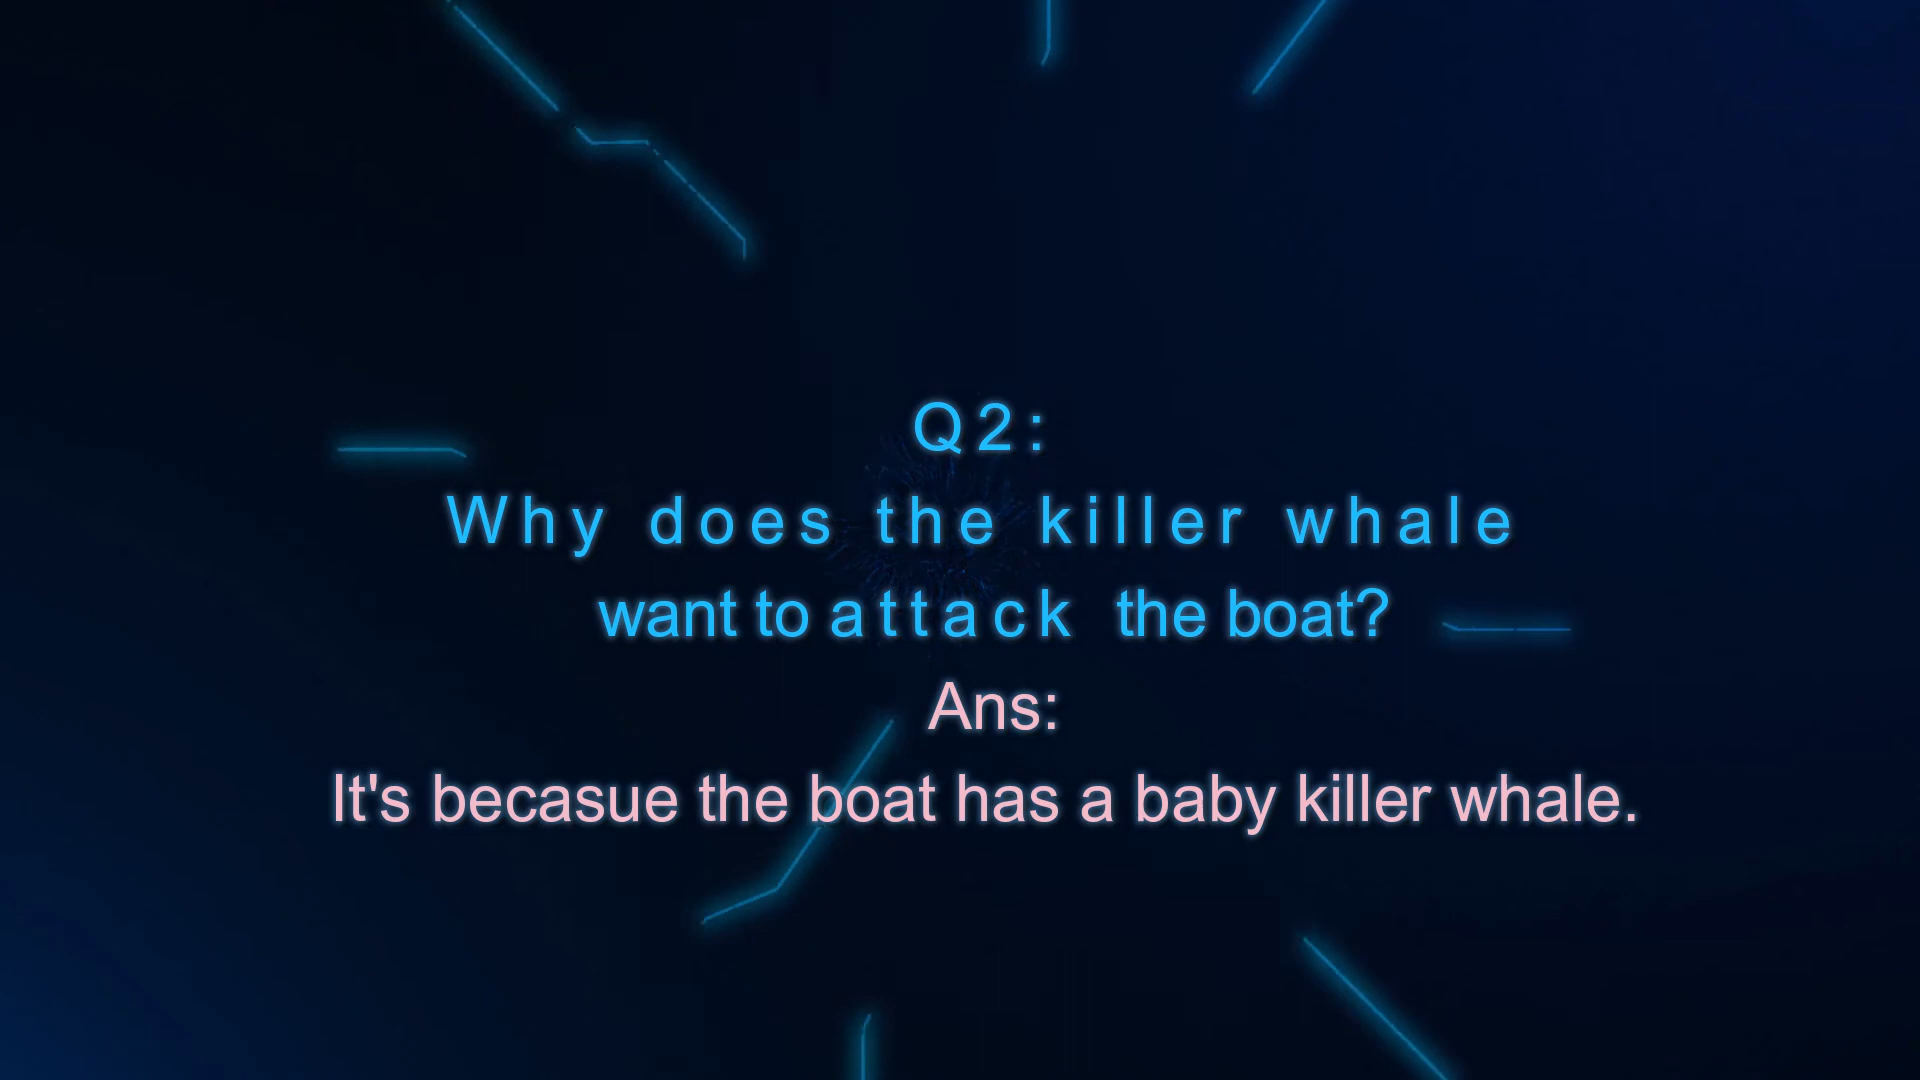 Q2:
Why does the killer whale
want to attack the boat?
Ans:
It's becasue the boat has a baby killer whale.